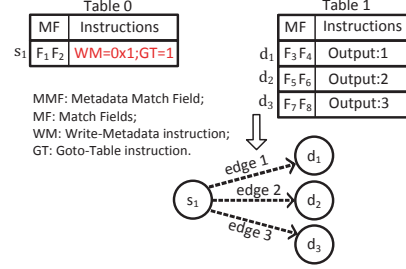 Table 0
MF Instructions
s1 F1 F2 WM=0x1;GT=1
Table 1
MF Instructions
d1 F3 F4 Output:1
d2 F5 F6 Output:2
d3 F7 F8 Output:3
MMF: Metadata Match Field;
MF: Match Fields;
WM: Write-Metadata instruction;
GT: Goto-Table instruction.
s1
edge 1
edge 2
edge 3
d1
d2
d3